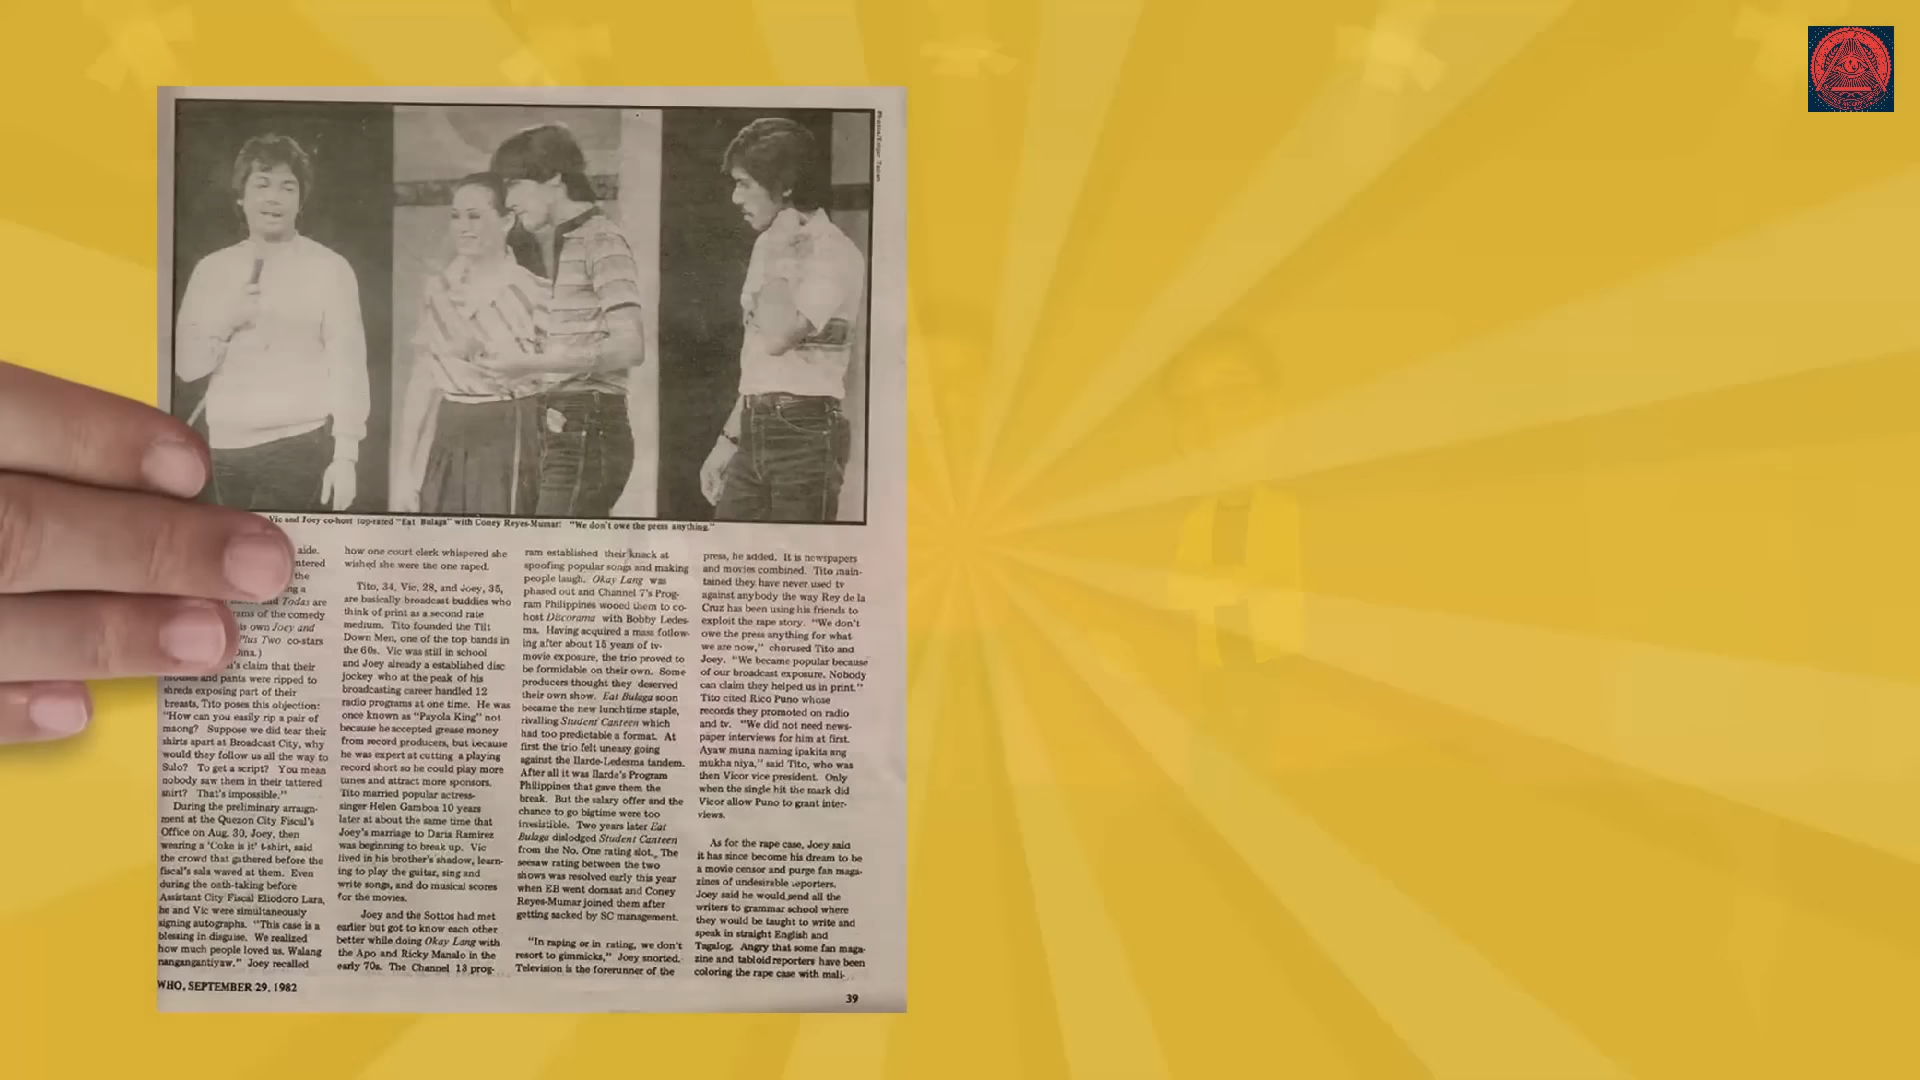 Vic and Joey co-host top-rated "Eat Bulaga" with Coney Reyes-Mumar: "We don't owe the press anything."
aide.
ntered
the
ng a
and Todas are
rams of the comedy
is own Joey and
Plus Two co-stars
Dina.)
's claim that their
blouses and pants were ripped to
shreds exposing part of their
breasts, Tito poses this objection:
"How can you easily rip a pair of
maong? Suppose we did tear their
shirts apart at Broadcast City, why
would they follow us all the way to
Sulo? To get a script? You mean
nobody saw them in their tattered
shirt? That's impossible."
During the preliminary arraign-
ment at the Quezon City Fiscal's
Office on Aug. 30, Joey, then
wearing a 'Coke is it' t-shirt, said
the crowd that gathered before the
fiscal's sala waved at them. Even
during the oath-taking before
Assistant City Fiscal Eliodoro Lara,
he and Vic were simultaneously
signing autographs. "This case is a
blessing in disguise. We realized
how much people loved us. Walang
nangangantiyaw." Joey recalled
how one court clerk whispered she
wished she were the one raped.
Tito, 34, Vic, 28, and Joey, 35,
are basically broadcast buddies who
think of print as a second rate
medium. Tito founded the Tilt
Down Men, one of the top bands in
the 60s. Vic was still in school
and Joey already a established disc
jockey who at the peak of his
broadcasting career handled 12
radio programs at one time. He was
once known as "Payola King" not
because he accepted grease money
from record producers, but because
he was expert at cutting a playing
record short so he could play more
tunes and attract more sponsors.
Tito married popular actress-
singer Helen Gamboa 10 years
later at about the same time that
Joey's marriage to Daria Ramirez
was beginning to break up. Vic
lived in his brother's shadow, learn-
ing to play the guitar, sing and
write songs, and do musical scores
for the movies.
Joey and the Sottos had met
earlier but got to know each other
better while doing Okay Lang with
the Apo and Ricky Manalo in the
early 70s. The Channel 13 prog-
ram established their knack at
spoofing popular songs and making
people laugh. Okay Lang was
phased out and Channel 7's Prog-
ram Philippines wooed them to co-
host Discorama with Bobby Ledes-
ma. Having acquired a mass follow-
ing after about 15 years of tv-
movie exposure, the trio proved to
be formidable on their own. Some
producers thought they deserved
their own show. Eat Bulaga soon
became the new lunchtime staple,
rivalling Student Canteen which
had too predictable a format. At
first the trio felt uneasy going
against the Ilarde-Ledesma tandem.
After all it was Ilarde's Program
Philippines that gave them the
break. But the salary offer and the
chance to go bigtime were too
irresistible. Two years later Eat
Bulaga dislodged Student Canteen
from the No. One rating slot. The
seesaw rating between the two
shows was resolved early this year
when EB went domsat and Coney
Reyes-Mumar joined them after
getting sacked by SC management.
"In raping or in rating, we don't
resort to gimmicks," Joey snorted.
Television is the forerunner of the
press, he added. It is newspapers
and movies combined. Tito main-
tained they have never used tv
against anybody the way Rey de la
Cruz has been using his friends to
exploit the rape story. "We don't
owe the press anything for what
we are now," chorused Tito and
Joey. "We became popular because
of our broadcast exposure. Nobody
can claim they helped us in print."
Tito cited Rico Puno whose
records they promoted on radio
and tv. "We did not need news-
paper interviews for him at first.
Ayaw muna naming ipakita ang
mukha niya," said Tito, who was
then Vicor vice president. Only
when the single hit the mark did
Vicor allow Puno to grant inter-
views.
As for the rape case, Joey said
it has since become his dream to be
a movie censor and purge fan maga-
zines of undesirable reporters.
Joey said he would send all the
writers to grammar school where
they would be taught to write and
speak in straight English and
Tagalog. Angry that some fan maga-
zine and tabloid reporters have been
coloring the rape case with mali-
WHO, SEPTEMBER 29, 1982
39